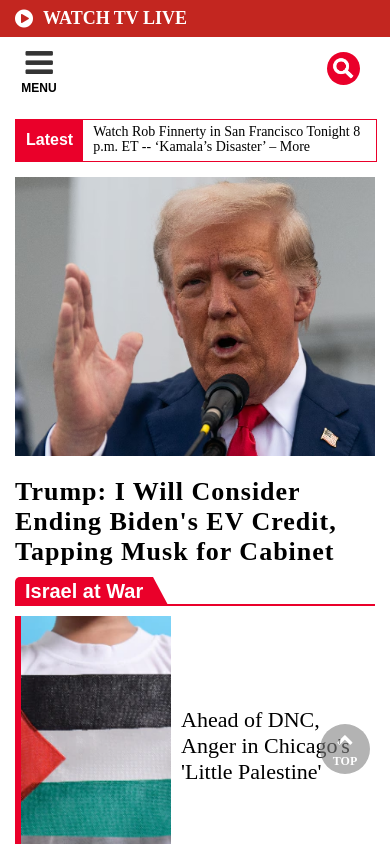 WATCH TV LIVE
MENU
Latest
Watch Rob Finnerty in San Francisco Tonight 8
p.m. ET -- ‘Kamala’s Disaster’ – More
Trump: I Will Consider
Ending Biden's EV Credit,
Tapping Musk for Cabinet
Israel at War
Ahead of DNC,
Anger in Chicago's
'Little Palestine'
TOP